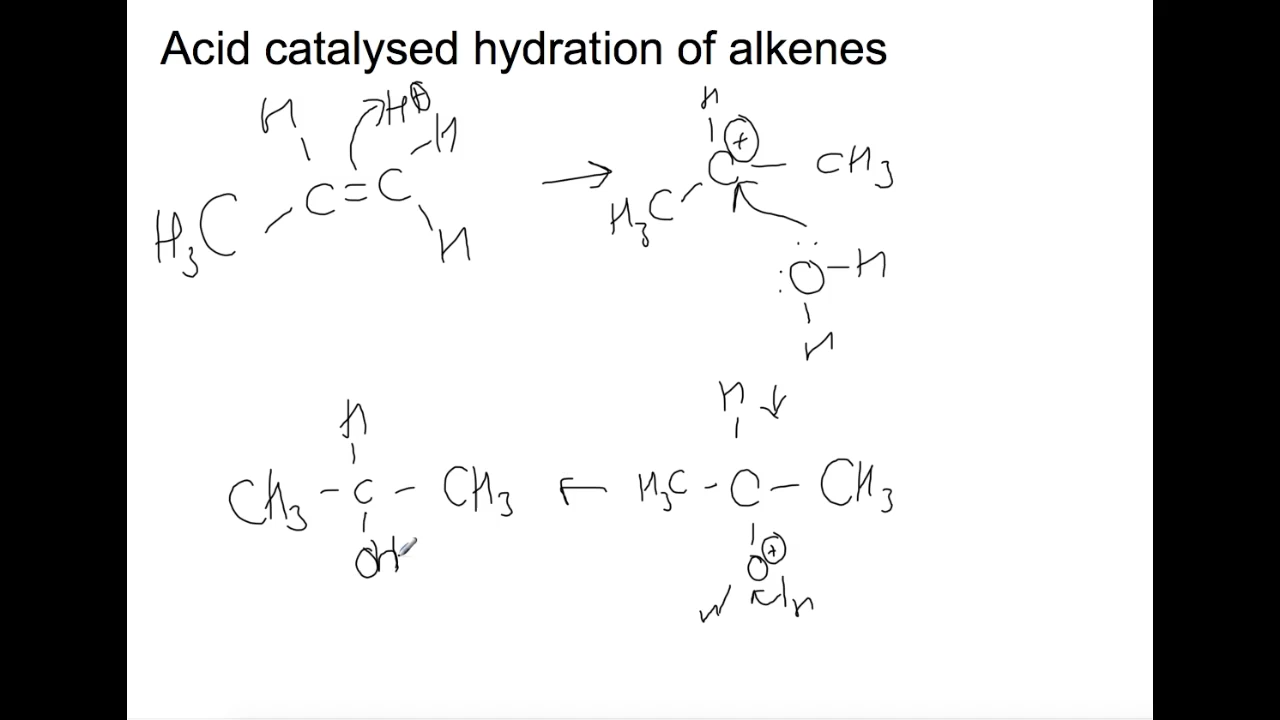 Acid catalysed hydration of alkenes
H H⊕ H
H₃C C=C
H
→
H
C⊕ CH₃
H₃C
:Ö–H
H
H ↓
H₃C – C – CH₃
O⊕
H H
←
H
CH₃ – C – CH₃
OH